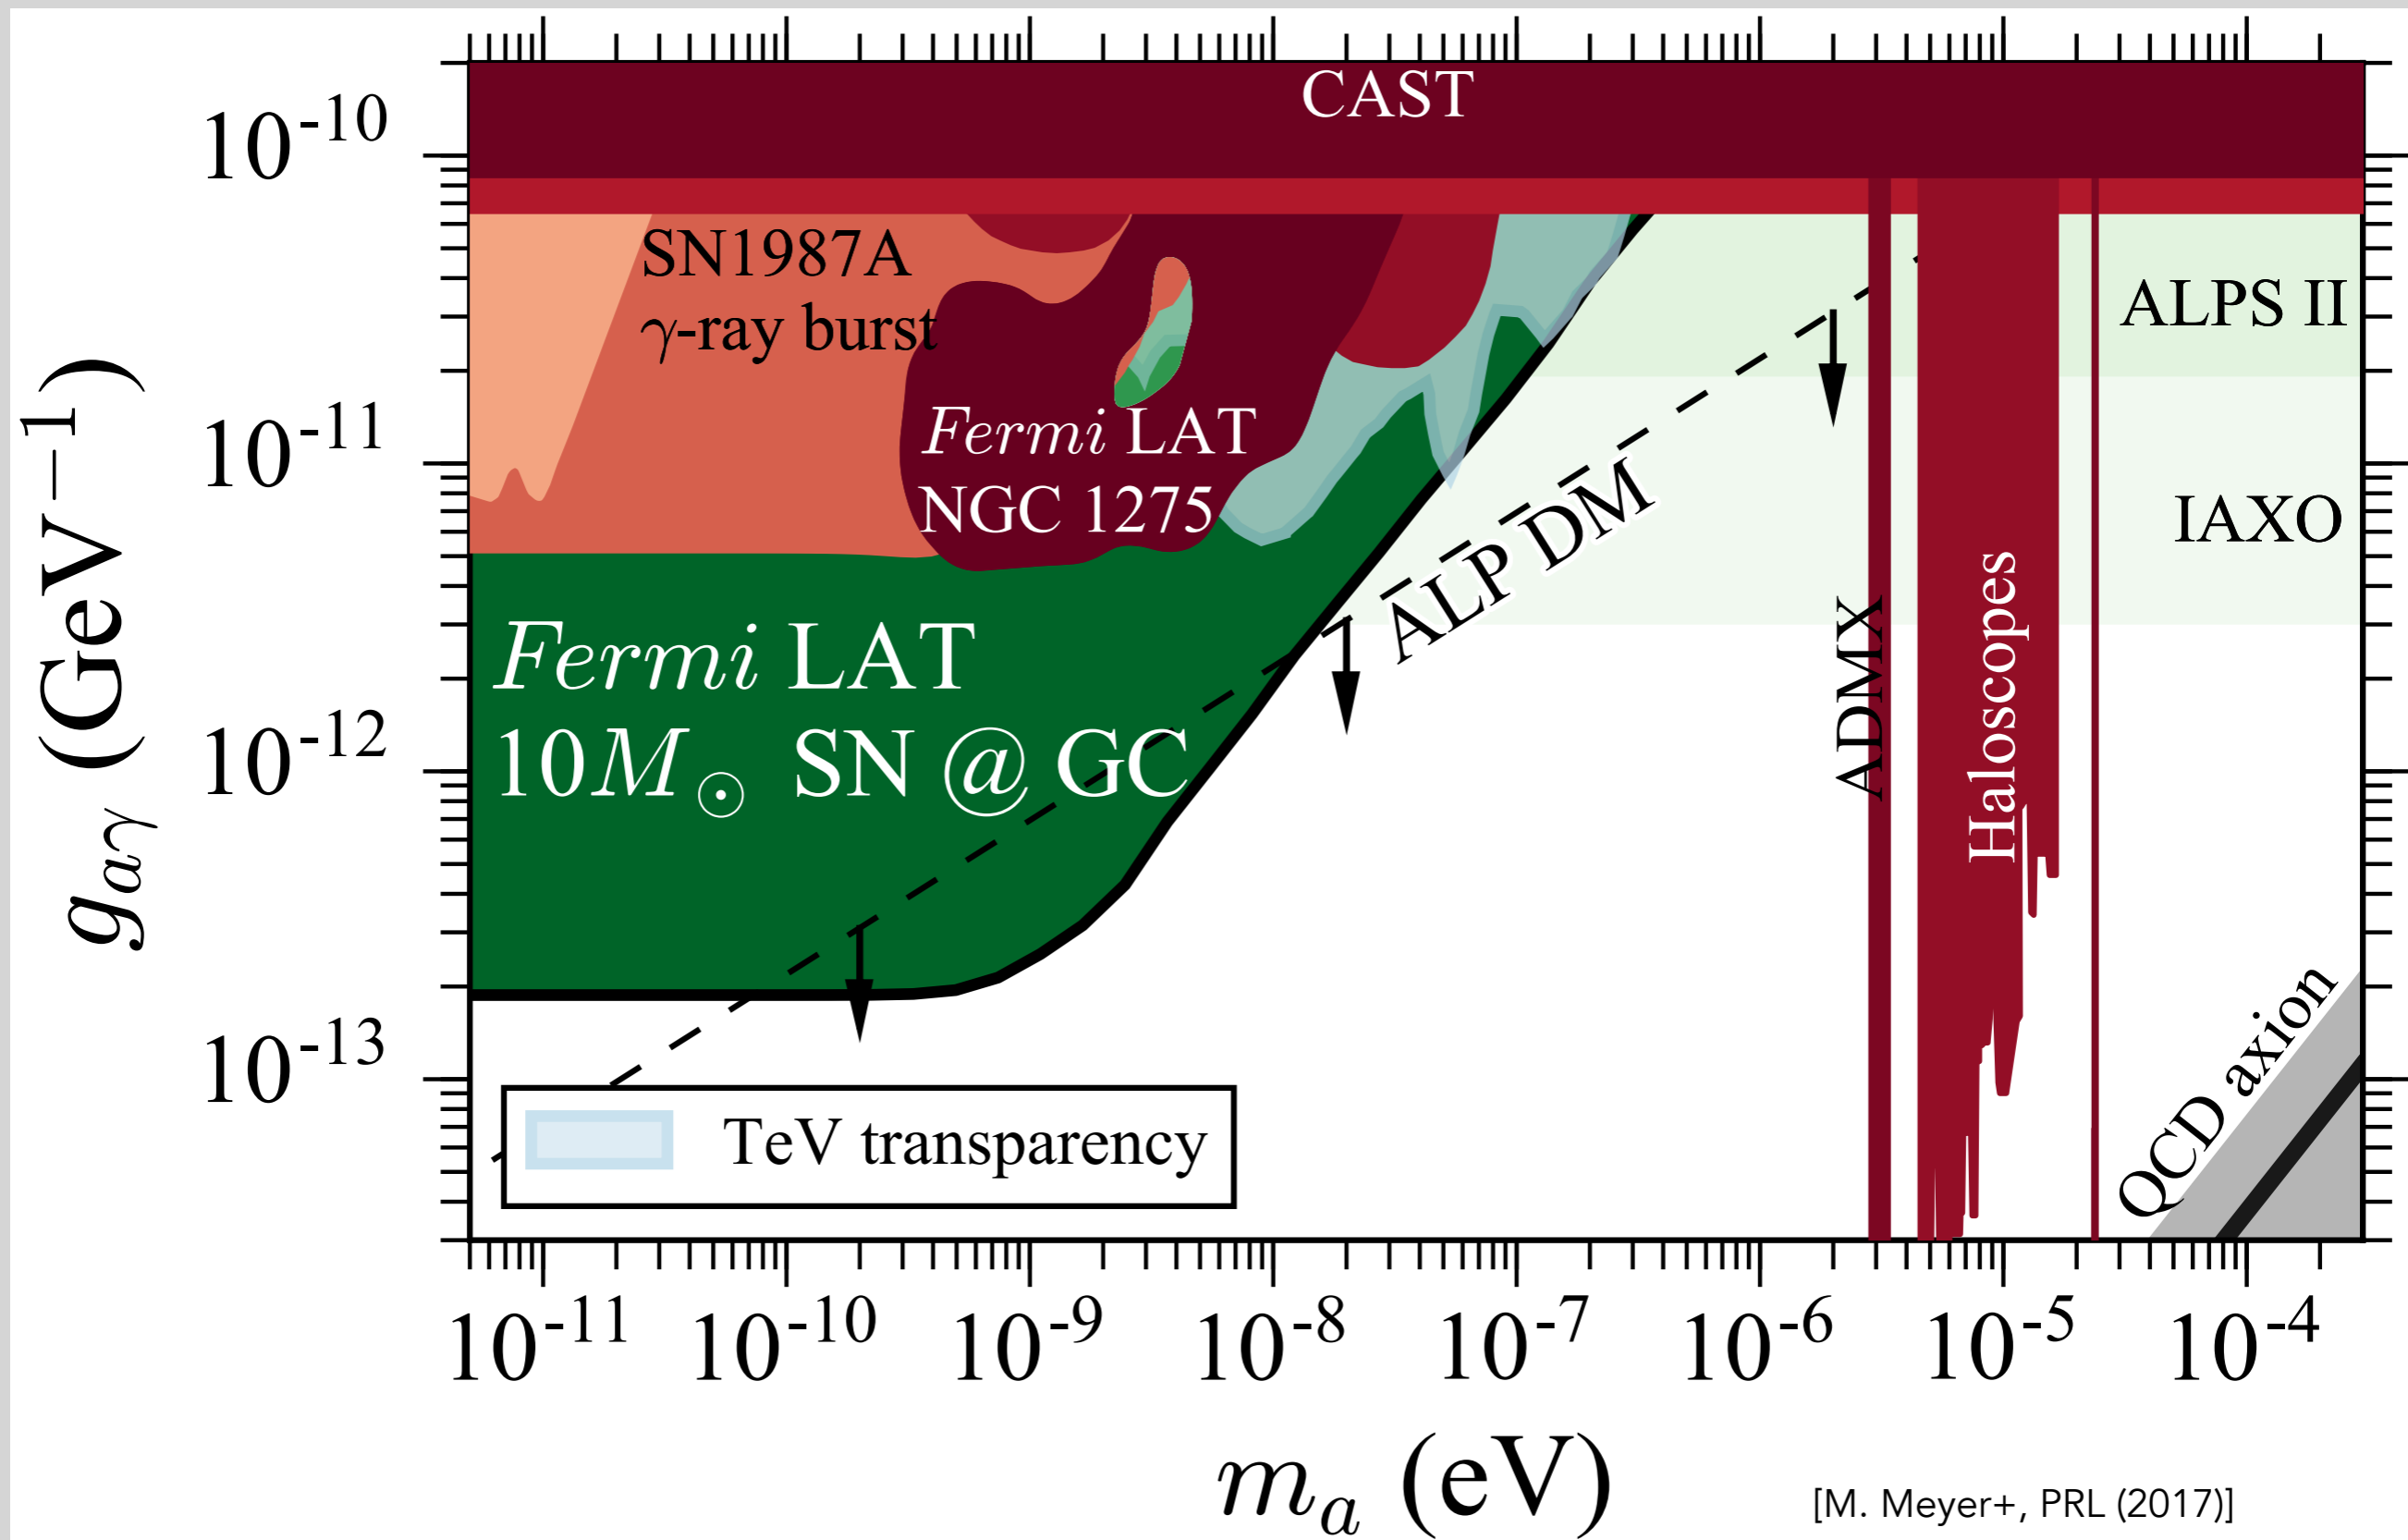 CAST
10^-10
SN1987A
γ-ray burst
ALPS II
10^-11
Fermi LAT
NGC 1275
IAXO
ALP DM
Fermi LAT
10M☉ SN @ GC
ADMX
Haloscopes
10^-12
g_aγ (GeV^-1)
10^-13
QCD axion
TeV transparency
10^-11 10^-10 10^-9 10^-8 10^-7 10^-6 10^-5 10^-4
m_a (eV)
[M. Meyer+, PRL (2017)]